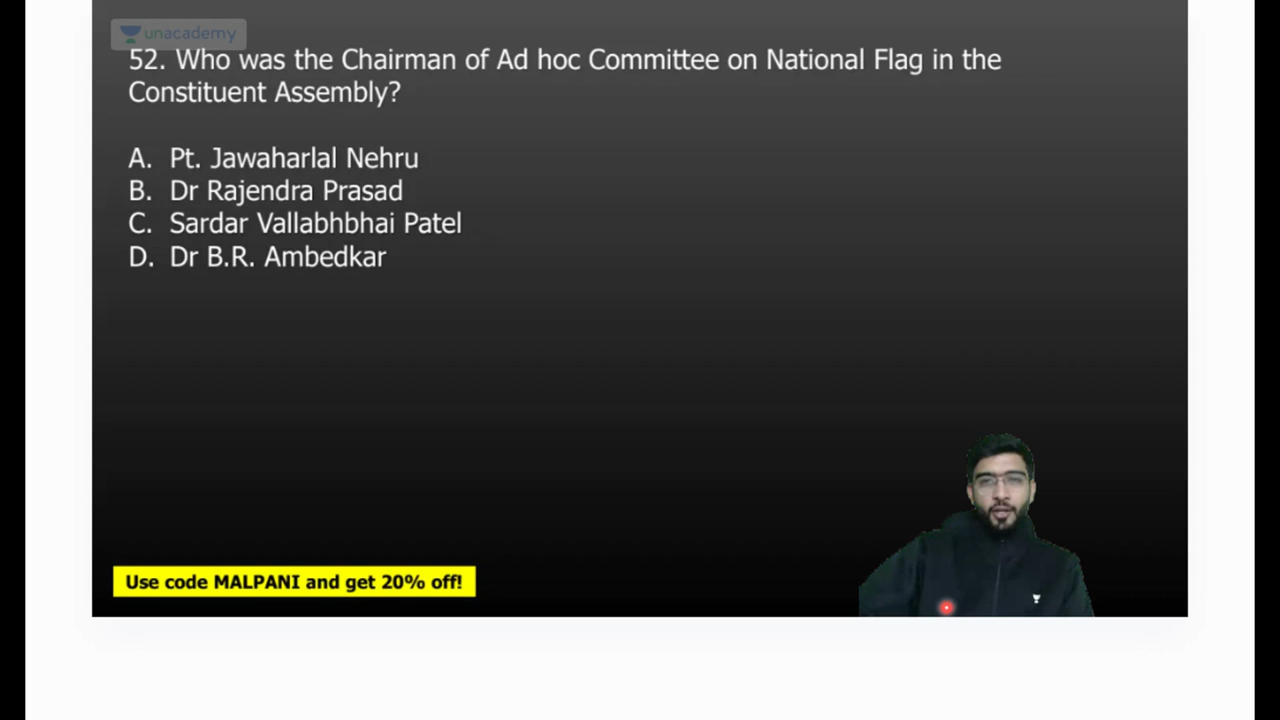 unacademy
52. Who was the Chairman of Ad hoc Committee on National Flag in the
Constituent Assembly?
A. Pt. Jawaharlal Nehru
B. Dr Rajendra Prasad
C. Sardar Vallabhbhai Patel
D. Dr B.R. Ambedkar
Use code MALPANI and get 20% off!